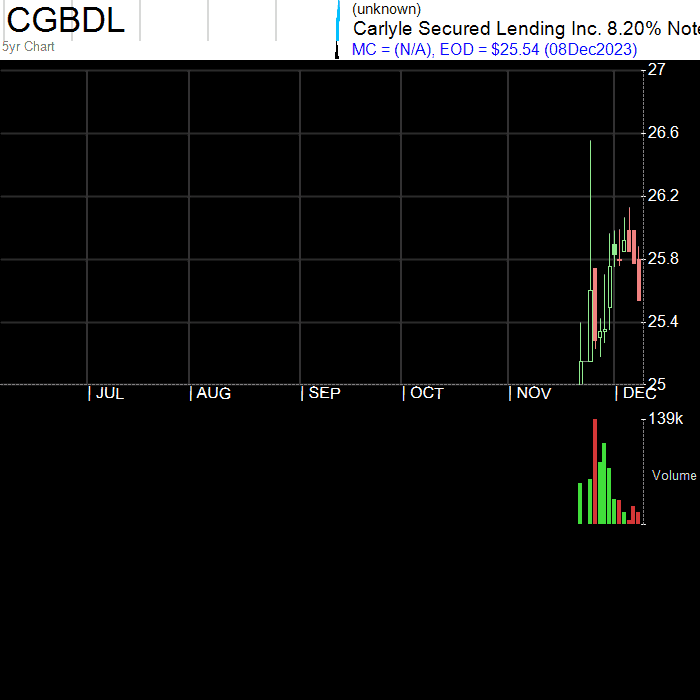 CGBDL
5yr Chart
(unknown)
Carlyle Secured Lending Inc. 8.20% Note
MC = (N/A), EOD = $25.54 (08Dec2023)
27
26.6
26.2
25.8
25.4
25
JUL
AUG
SEP
OCT
NOV
DEC
139k
Volume